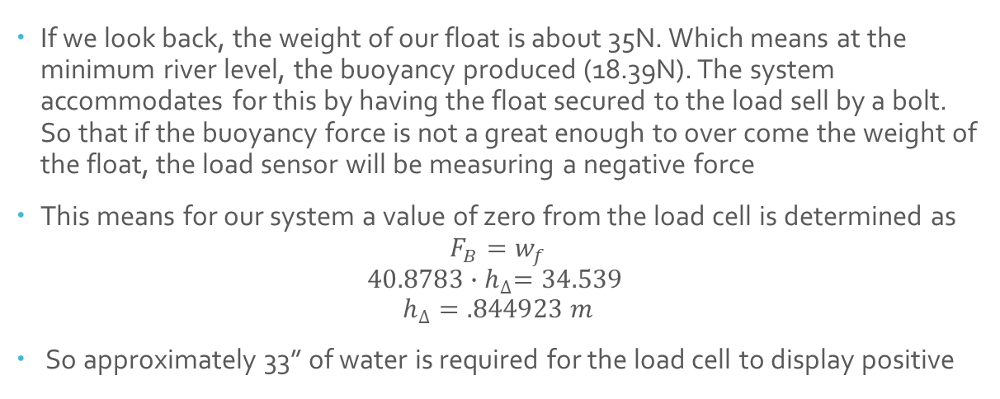 • If we look back, the weight of our float is about 35N. Which means at the
minimum river level, the buoyancy produced (18.39N). The system
accommodates for this by having the float secured to the load sell by a bolt.
So that if the buoyancy force is not a great enough to over come the weight of
the float, the load sensor will be measuring a negative force
• This means for our system a value of zero from the load cell is determined as
F_B = w_f
40.8783 · h_Δ= 34.539
h_Δ = .844923 m
• So approximately 33″ of water is required for the load cell to display positive